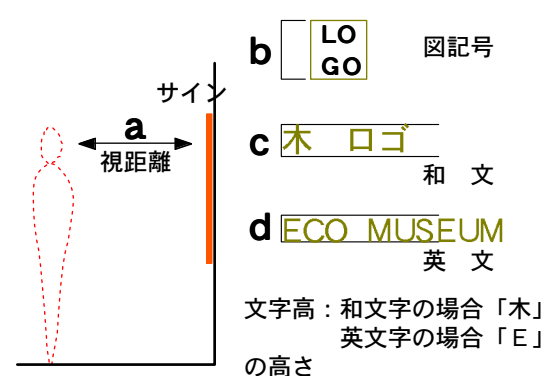 サイン
a
視距離
b
LO
GO
図記号
c
木　ロゴ
和　文
d
ECO MUSEUM
英　文
文字高：和文字の場合「木」
英文字の場合「Ｅ」
の高さ